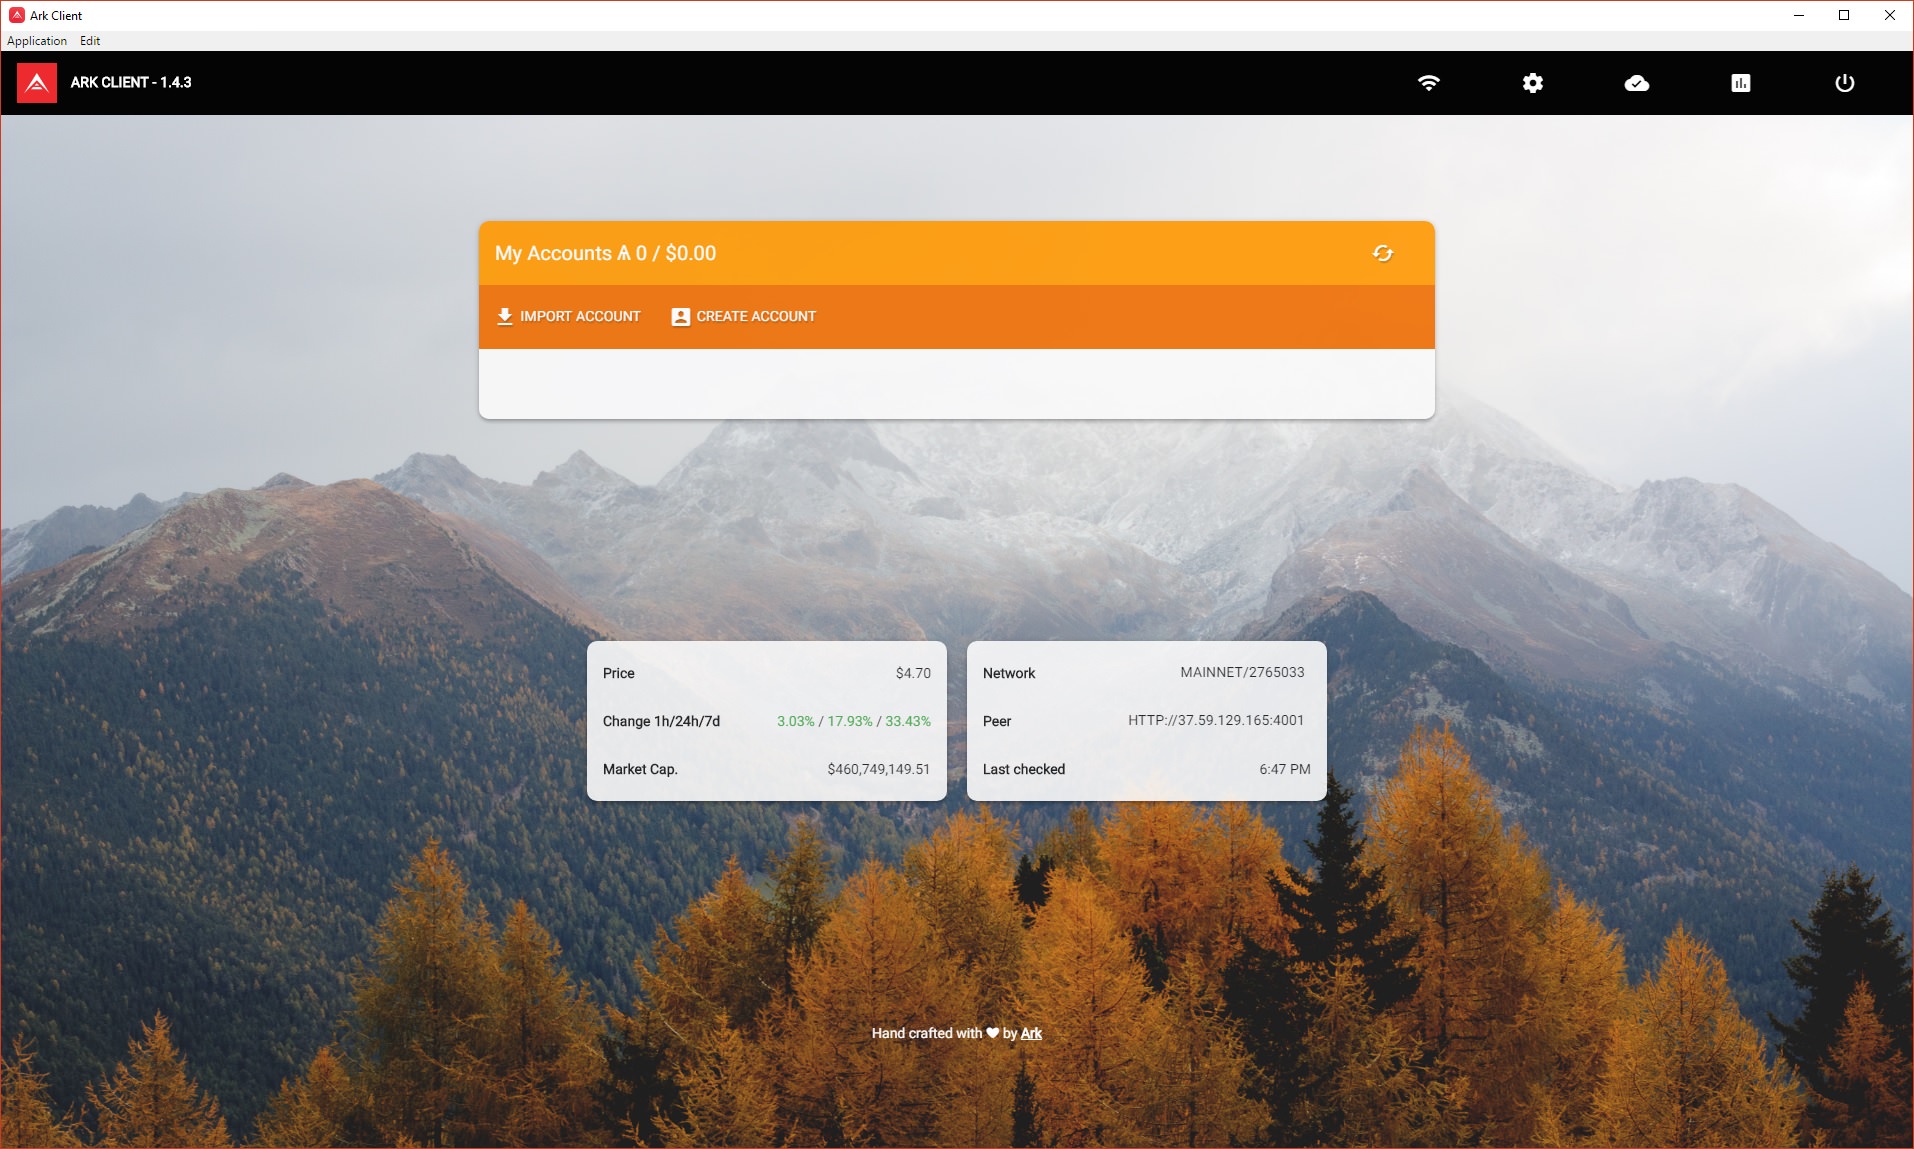 Ark Client
Application Edit
ARK CLIENT - 1.4.3
My Accounts Ѧ 0 / $0.00
IMPORT ACCOUNT CREATE ACCOUNT
Price $4.70
Change 1h/24h/7d 3.03% / 17.93% / 33.43%
Market Cap. $460,749,149.51
Network MAINNET/2765033
Peer HTTP://37.59.129.165:4001
Last checked 6:47 PM
Hand crafted with ♥ by Ark